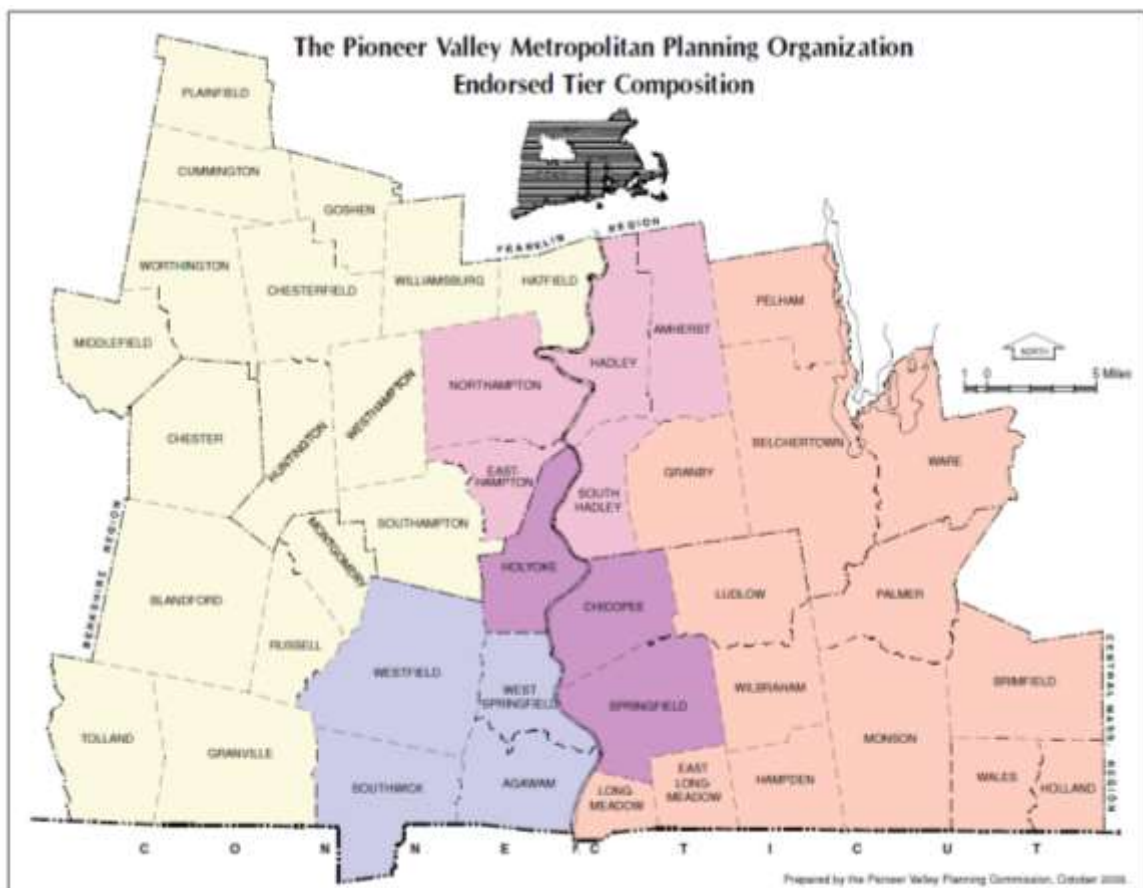 The Pioneer Valley Metropolitan Planning Organization
Endorsed Tier Composition
PLAINFIELD
CUMMINGTON
GOSHEN
FRANKLIN REGION
WORTHINGTON
CHESTERFIELD
WILLIAMSBURG
HATFIELD
PELHAM
MIDDLEFIELD
AMHERST
HADLEY
NORTH
1 0 5 Miles
NORTHAMPTON
WESTHAMPTON
CHESTER
HUNTINGTON
BELCHERTOWN
WARE
GRANBY
EAST-
HAMPTON
SOUTH
HADLEY
SOUTHAMPTON
MONTGOMERY
HOLYOKE
BERKSHIRE REGION
BLANDFORD
CHICOPEE
LUDLOW
PALMER
RUSSELL
WESTFIELD
WEST
SPRINGFIELD
SPRINGFIELD
WILBRAHAM
BRIMFIELD
CENTRAL MASS. REGION
TOLLAND
GRANVILLE
MONSON
SOUTHWICK
AGAWAM
LONG-
MEADOW
EAST
LONG-
MEADOW
HAMPDEN
WALES
HOLLAND
C O N N E C T I C U T
Prepared by the Pioneer Valley Planning Commission, October